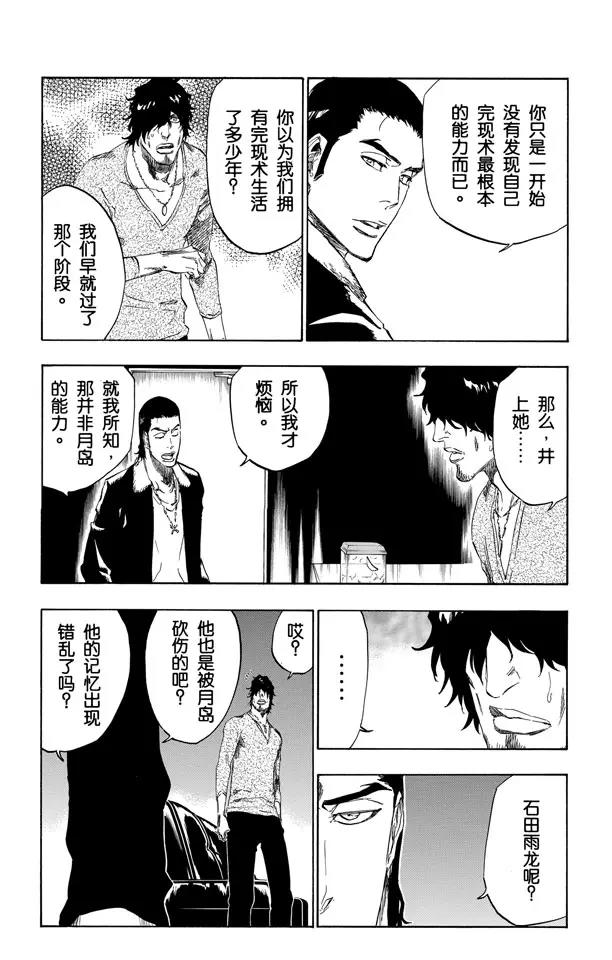 你只是一开始
没有发现自己
完现术最根本
的能力而已。
你以为我们拥
有完现术生活
了多少年？
我们早就过了
那个阶段。
那么，井
上她……
所以我才
烦恼。
就我所知，
那并非月岛
的能力。
……
石田雨龙呢？
哎？
他也是被月岛
砍伤的吧？
他的记忆出现
错乱了吗？